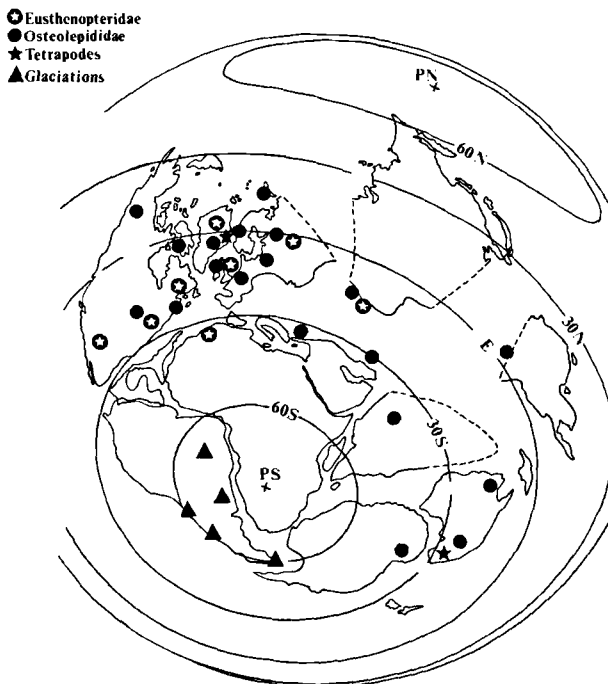 Eusthenopteridae
Osteolepididae
Tetrapodes
Glaciations
PN
60N
30N
E
60S
30S
PS